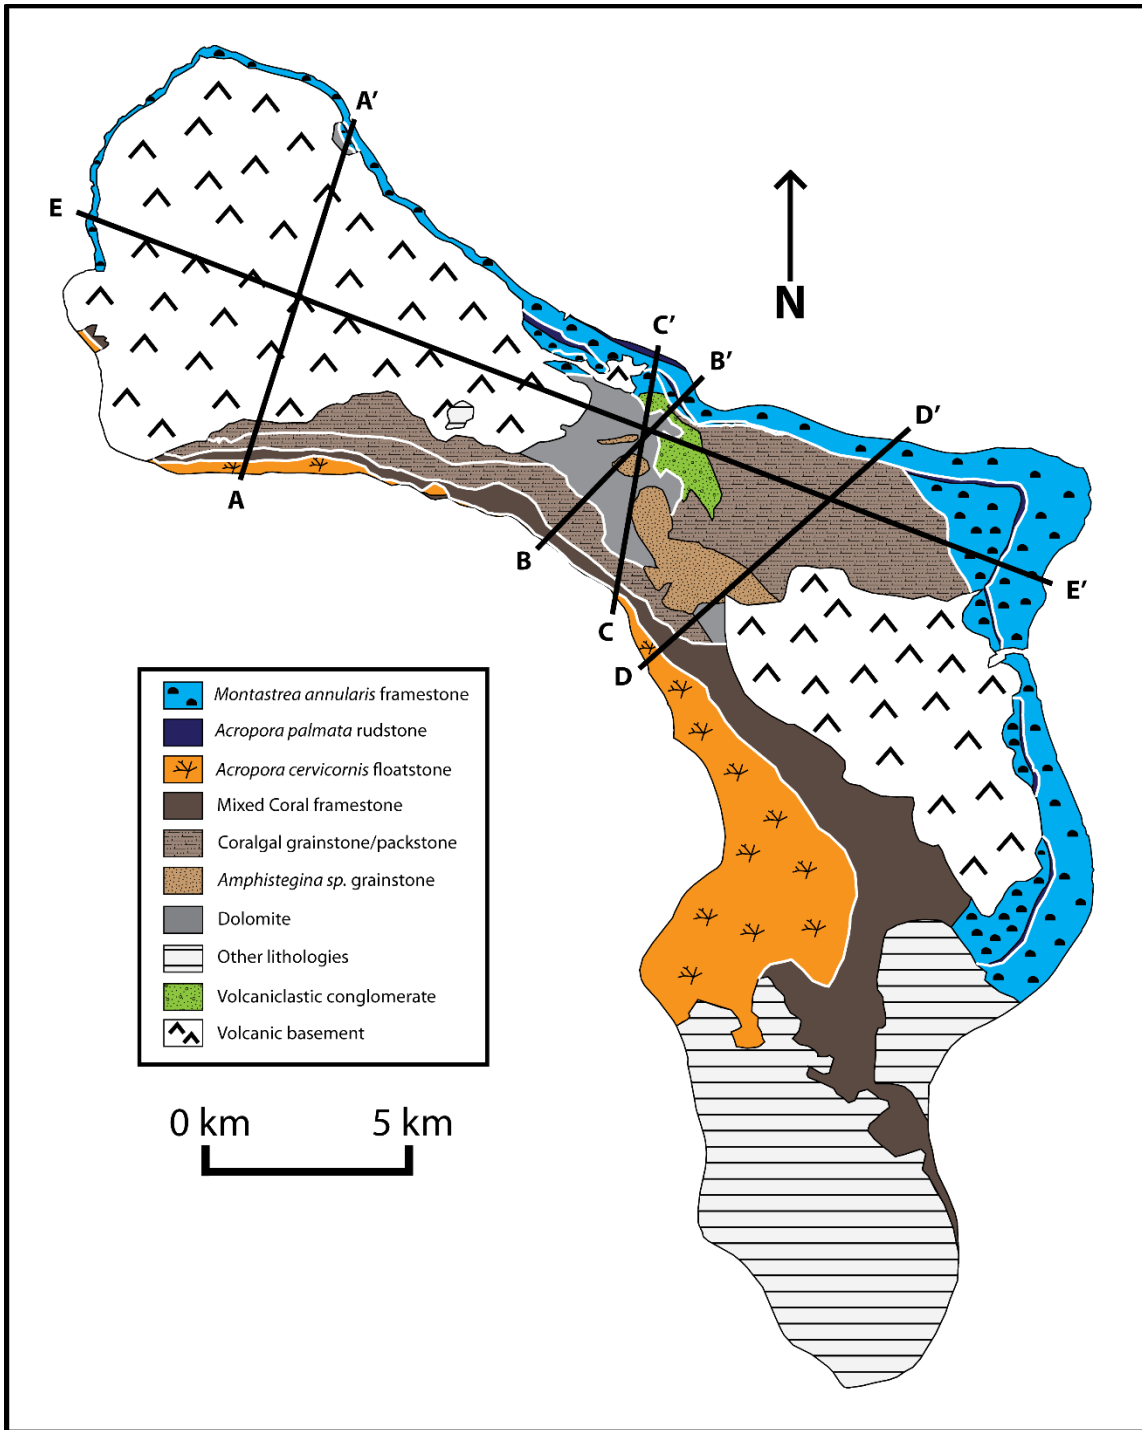 A'
E
N
C'
B'
D'
A
B
E'
C
D
Montastrea annularis framestone
Acropora palmata rudstone
Acropora cervicornis floatstone
Mixed Coral framestone
Coralgal grainstone/packstone
Amphistegina sp. grainstone
Dolomite
Other lithologies
Volcaniclastic conglomerate
Volcanic basement
0 km 5 km